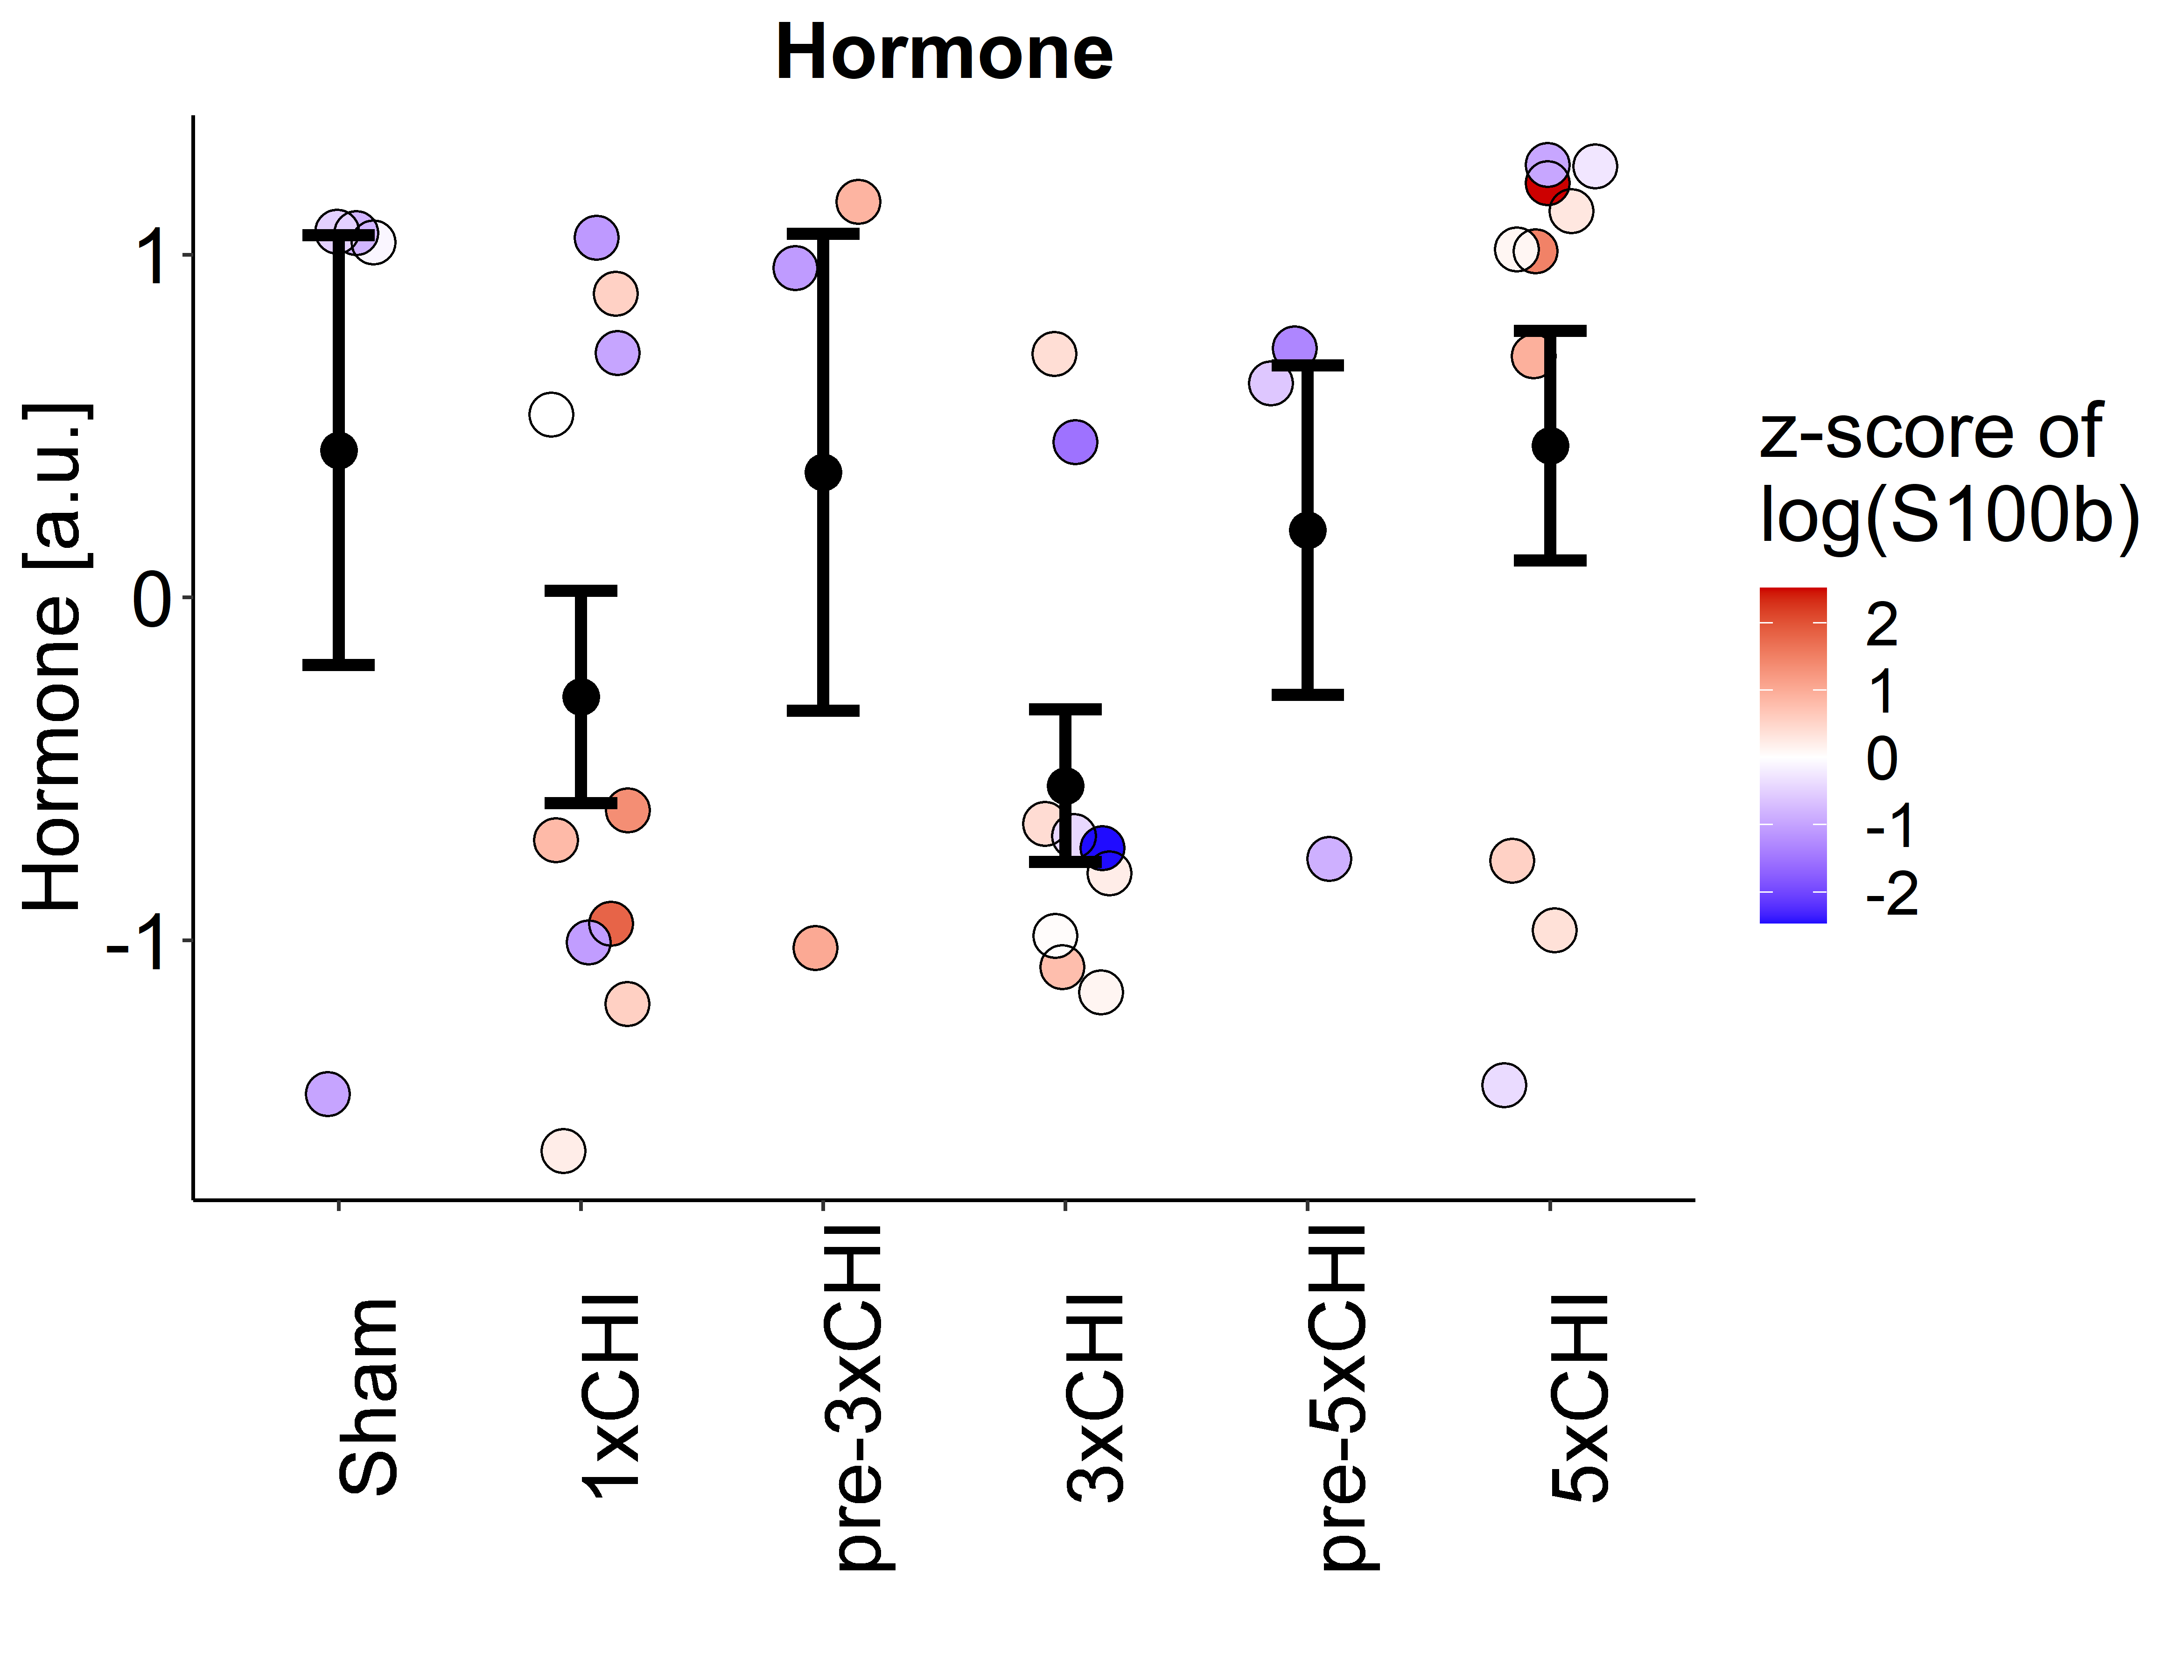 Hormone
Hormone [a.u.]
1
0
-1
Sham
1xCHI
pre-3xCHI
3xCHI
pre-5xCHI
5xCHI
z-score of
log(S100b)
2
1
0
-1
-2